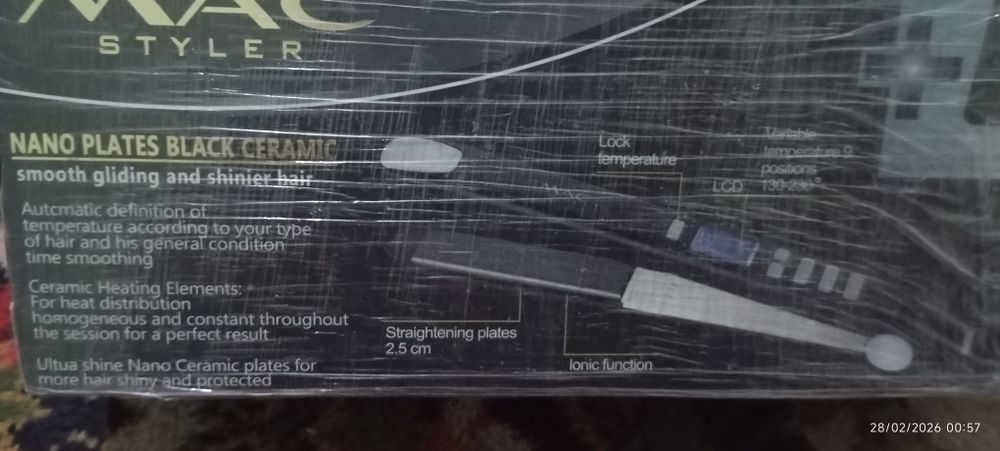 MAC
STYLER
NANO PLATES BLACK CERAMIC
smooth gliding and shinier hair
Autcmatic definition of
temperature according to your type
of hair and his general condition
time smoothing
Ceramic Heating Elements:
For heat distribution
homogeneous and constant throughout
the session for a perfect result
Ultua shine Nano Ceramic plates for
more hair shiny and protected
Straightening plates
2.5 cm
Ionic function
Lock
temperature
LCD
Variable
temperature 9
positions
130-230°
28/02/2026 00:57